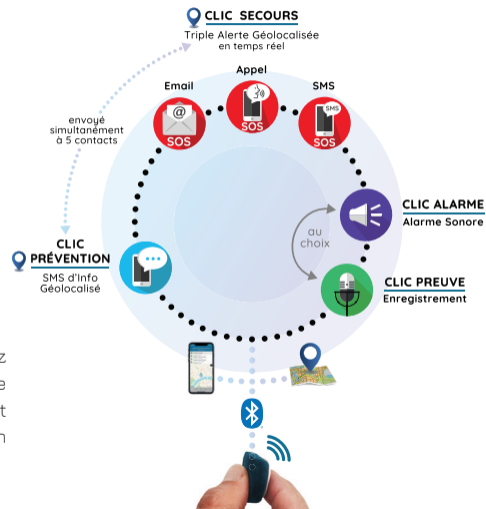 CLIC SECOURS
Triple Alerte Géolocalisée
en temps réel
Appel
Email
SMS
@
SOS
SOS
SMS
SOS
envoyé
simultanément
à 5 contacts
CLIC ALARME
Alarme Sonore
au
choix
CLIC
PRÉVENTION
SMS d'Info
Géolocalisé
CLIC PREUVE
Enregistrement
z
e
t
n